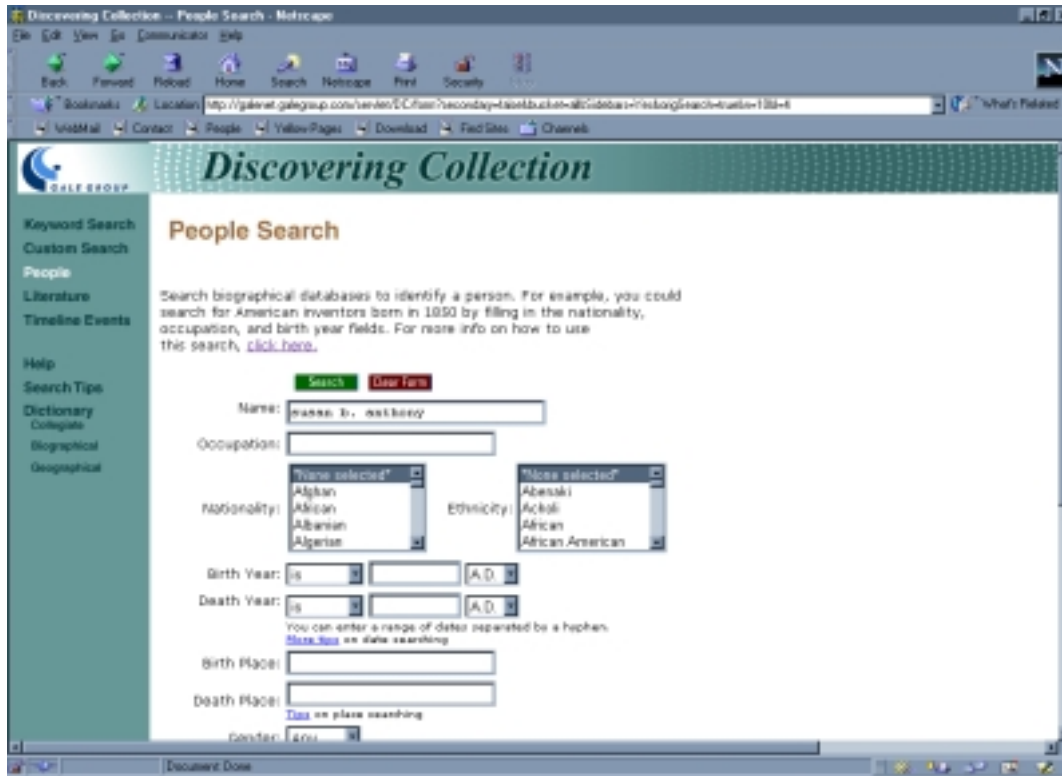 Discovering Collection -- People Search - Netscape
File Edit View Go Communicator Help
Back Forward Reload Home Search Netscape Print Security
Bookmarks Location What's Related
WebMail Contact People Yellow Pages Download Find Sites Channels
GALE GROUP
Discovering Collection
Keyword Search
Custom Search
People
Literature
Timeline Events
Help
Search Tips
Dictionary
Collegiate
Biographical
Geographical
People Search
Search biographical databases to identify a person. For example, you could
search for American inventors born in 1850 by filling in the nationality,
occupation, and birth year fields. For more info on how to use
this search, click here.
Search Clear Form
Name: susan b. anthony
Occupation:
Nationality: *None selected*
Afghan
African
Albanian
Algerian
Ethnicity: *None selected*
Abenaki
Acholi
African
African American
Birth Year: is A.D.
Death Year: is A.D.
You can enter a range of dates separated by a hyphen.
More tips on date searching
Birth Place:
Death Place:
Tips on place searching
Gender: Any
Document: Done